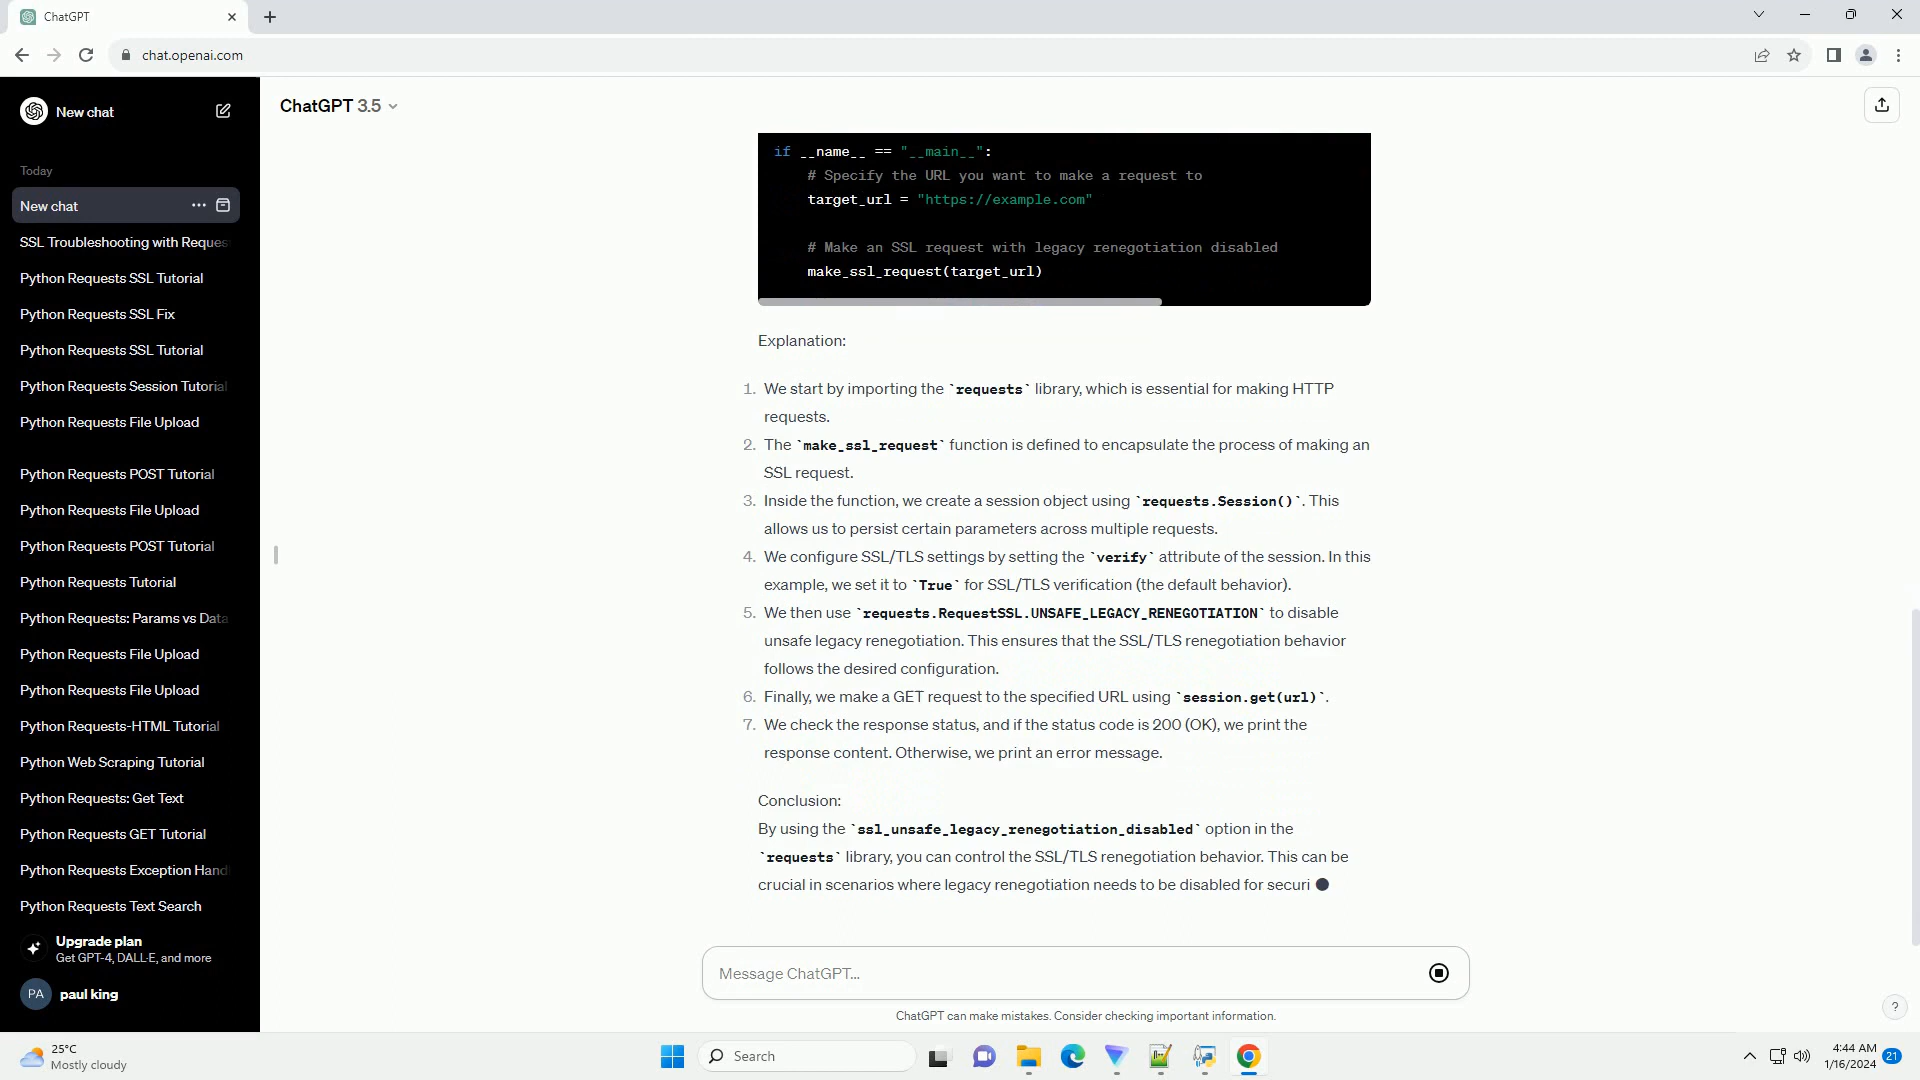 ChatGPT
chat.openai.com
New chat
Today
New chat
SSL Troubleshooting with Reques
Python Requests SSL Tutorial
Python Requests SSL Fix
Python Requests SSL Tutorial
Python Requests Session Tutorial
Python Requests File Upload
Python Requests POST Tutorial
Python Requests File Upload
Python Requests POST Tutorial
Python Requests Tutorial
Python Requests: Params vs Data
Python Requests File Upload
Python Requests File Upload
Python Requests-HTML Tutorial
Python Web Scraping Tutorial
Python Requests: Get Text
Python Requests GET Tutorial
Python Requests Exception Handl
Python Requests Text Search
Upgrade plan
Get GPT-4, DALL·E, and more
PA paul king
ChatGPT 3.5
if __name__ == "__main__":
# Specify the URL you want to make a request to
target_url = "https://example.com"
# Make an SSL request with legacy renegotiation disabled
make_ssl_request(target_url)
Explanation:
1. We start by importing the `requests` library, which is essential for making HTTP
requests.
2. The `make_ssl_request` function is defined to encapsulate the process of making an
SSL request.
3. Inside the function, we create a session object using `requests.Session()`. This
allows us to persist certain parameters across multiple requests.
4. We configure SSL/TLS settings by setting the `verify` attribute of the session. In this
example, we set it to `True` for SSL/TLS verification (the default behavior).
5. We then use `requests.RequestSSL.UNSAFE_LEGACY_RENEGOTIATION` to disable
unsafe legacy renegotiation. This ensures that the SSL/TLS renegotiation behavior
follows the desired configuration.
6. Finally, we make a GET request to the specified URL using `session.get(url)`.
7. We check the response status, and if the status code is 200 (OK), we print the
response content. Otherwise, we print an error message.
Conclusion:
By using the `ssl_unsafe_legacy_renegotiation_disabled` option in the
`requests` library, you can control the SSL/TLS renegotiation behavior. This can be
crucial in scenarios where legacy renegotiation needs to be disabled for securi
Message ChatGPT...
ChatGPT can make mistakes. Consider checking important information.
?
25°C
Mostly cloudy
Search
4:44 AM
1/16/2024
21